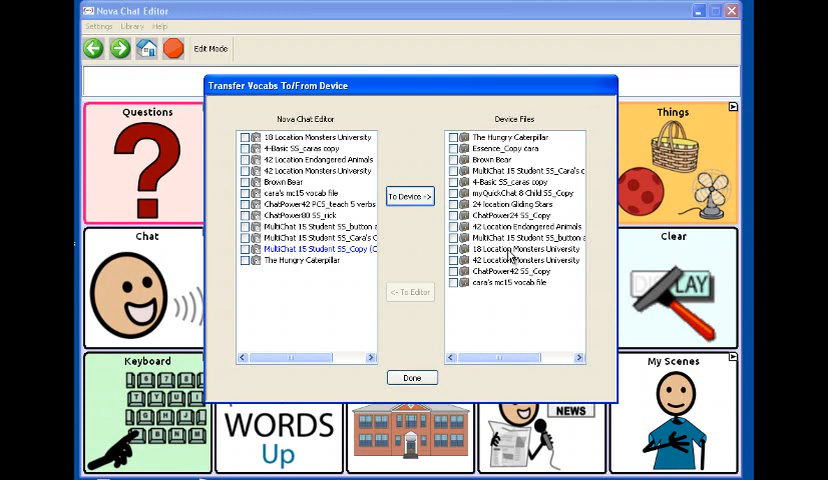 Nova Chat Editor
Settings Library Help
Edit Mode
Transfer Vocabs To/From Device
Nova Chat Editor
18 Location Monsters University
4-Basic SS_caras copy
42 Location Endangered Animals
42 Location Monsters University
Brown Bear
cara's mc15 vocab file
ChatPower42 PCS_teach 5 verbs
ChatPower80 SS_rick
MultiChat 15 Student SS_button a
MultiChat 15 Student SS_Cara's C
MultiChat 15 Student SS_Copy (C
The Hungry Caterpillar
To Device ->
<- To Editor
Device Files
The Hungry Caterpillar
Essence_Copy cara
Brown Bear
MultiChat 15 Student SS_Cara's c
4-Basic SS_caras copy
myQuickChat 8 Child SS_Copy
24 location Gliding Stars
ChatPower24 SS_Copy
42 Location Endangered Animals
MultiChat 15 Student SS_button a
18 Location Monsters University
42 Location Monsters University
ChatPower42 SS_Copy
cara's mc15 vocab file
Done
Questions
Things
Chat
Clear
DISPLAY
Keyboard
6 7 8 9
T Y U I O
G H J K L
V B N M
WORDS
Up
NEWS
My Scenes